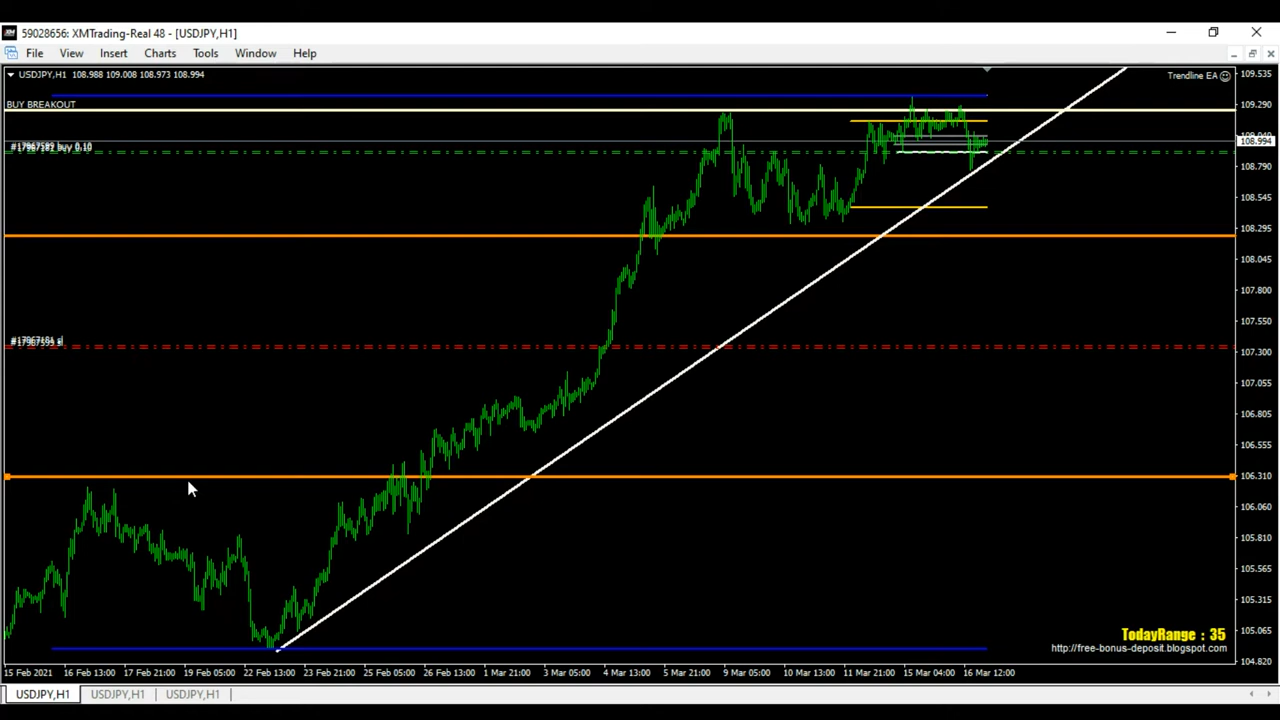 59028656: XMTrading-Real 48 - [USDJPY,H1]
File View Insert Charts Tools Window Help
USDJPY,H1 108.988 109.008 108.973 108.994
Trendline EA
109.535
BUY BREAKOUT
109.290
109.040
108.994
buy 0.10
108.790
108.545
108.295
108.045
107.800
107.550
sl
107.300
107.055
106.805
106.555
106.310
106.060
105.810
105.565
105.315
105.065
TodayRange : 35
http://free-bonus-deposit.blogspot.com
104.820
15 Feb 2021 16 Feb 13:00 17 Feb 21:00 19 Feb 05:00 22 Feb 13:00 23 Feb 21:00 25 Feb 05:00 26 Feb 13:00 1 Mar 21:00 3 Mar 05:00 4 Mar 13:00 5 Mar 21:00 9 Mar 05:00 10 Mar 13:00 11 Mar 21:00 15 Mar 04:00 16 Mar 12:00
USDJPY,H1 USDJPY,H1 USDJPY,H1